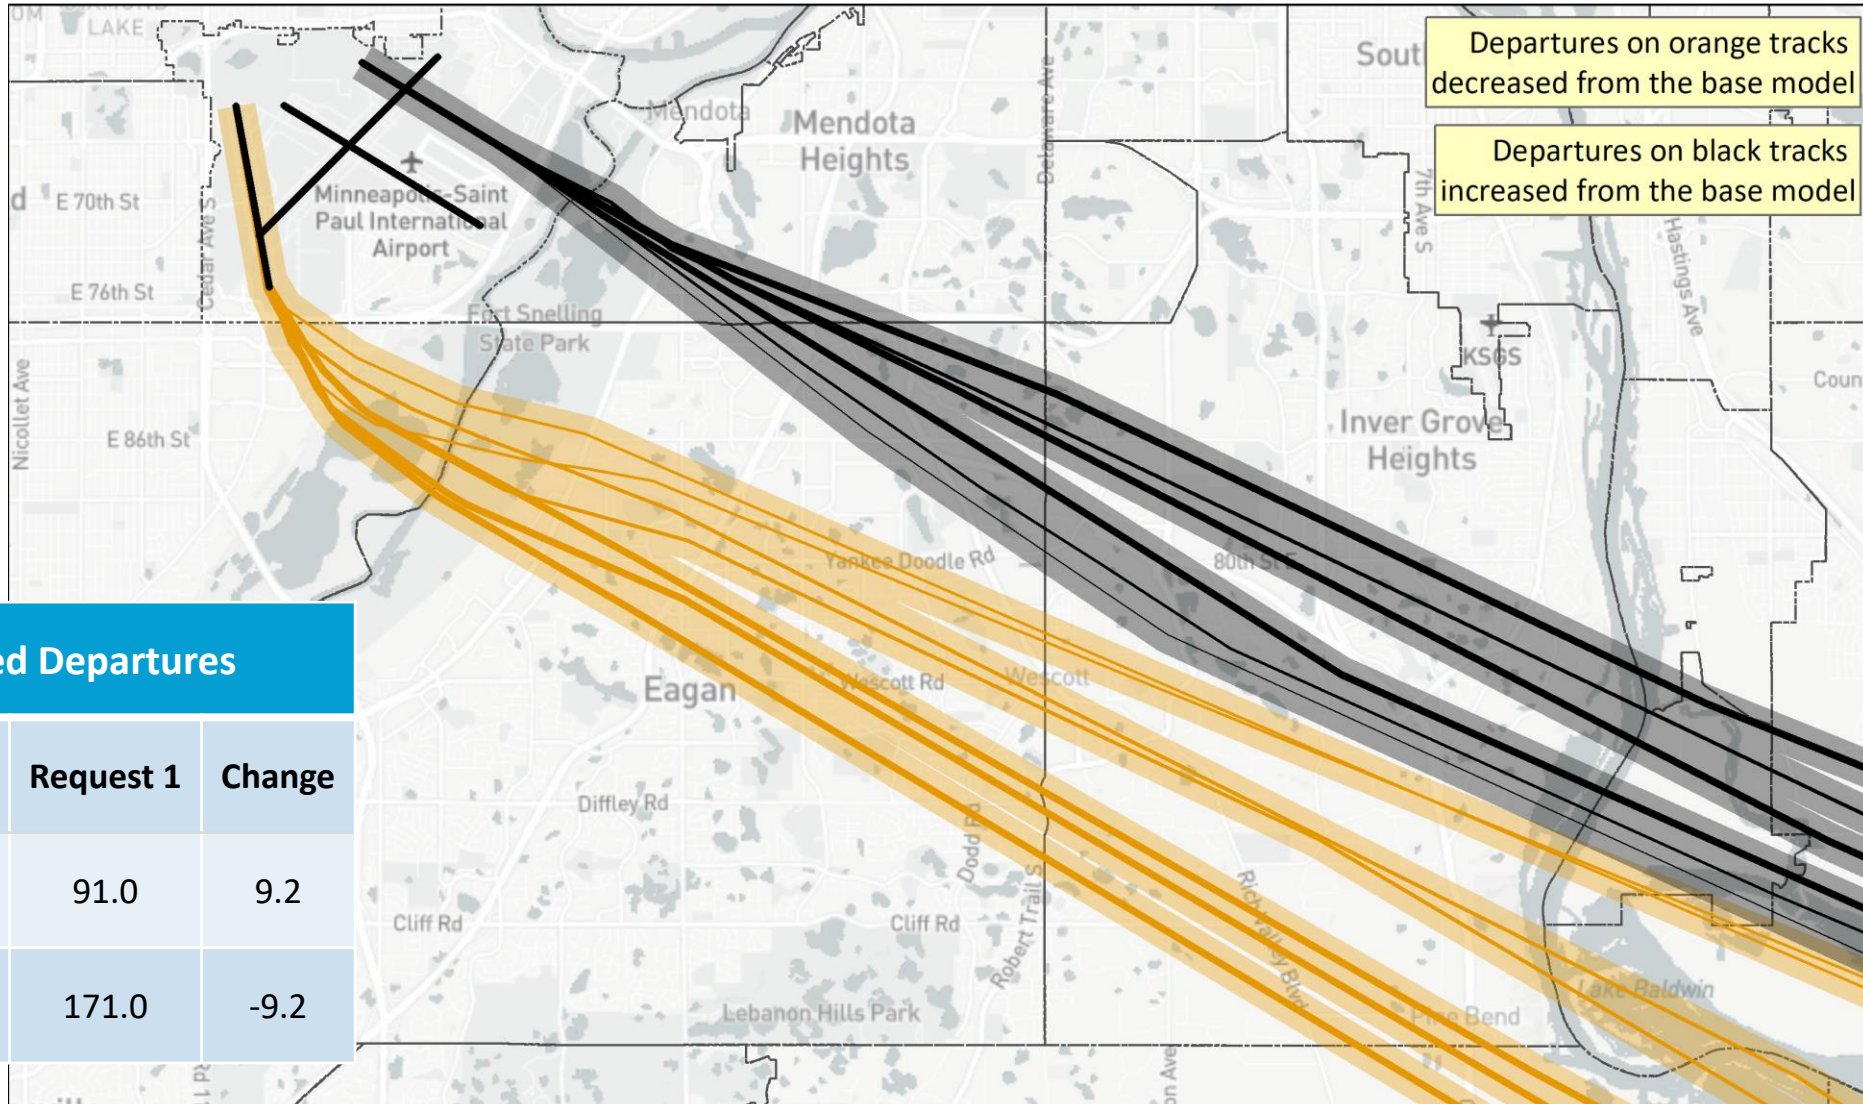 LAKE
Departures on orange tracks
decreased from the base model
Departures on black tracks
increased from the base model
Mendota
Mendota
Heights
Delaware Ave
7th Ave S
Hastings Ave
E 70th St
Cedar Ave S
Minneapolis-Saint
Paul International
Airport
E 76th St
Fort Snelling
State Park
KSGS
Nicollet Ave
E 86th St
Inver Grove
Heights
Yankee Doodle Rd
80th St E
ed Departures
Eagan
Wescott Rd
Wescott
Request 1
Change
Diffley Rd
Dodd Rd
91.0
9.2
Cliff Rd
Cliff Rd
Robert Trail S
Rich Valley Blvd
171.0
-9.2
Lebanon Hills Park
Lake Baldwin
Pine Bend